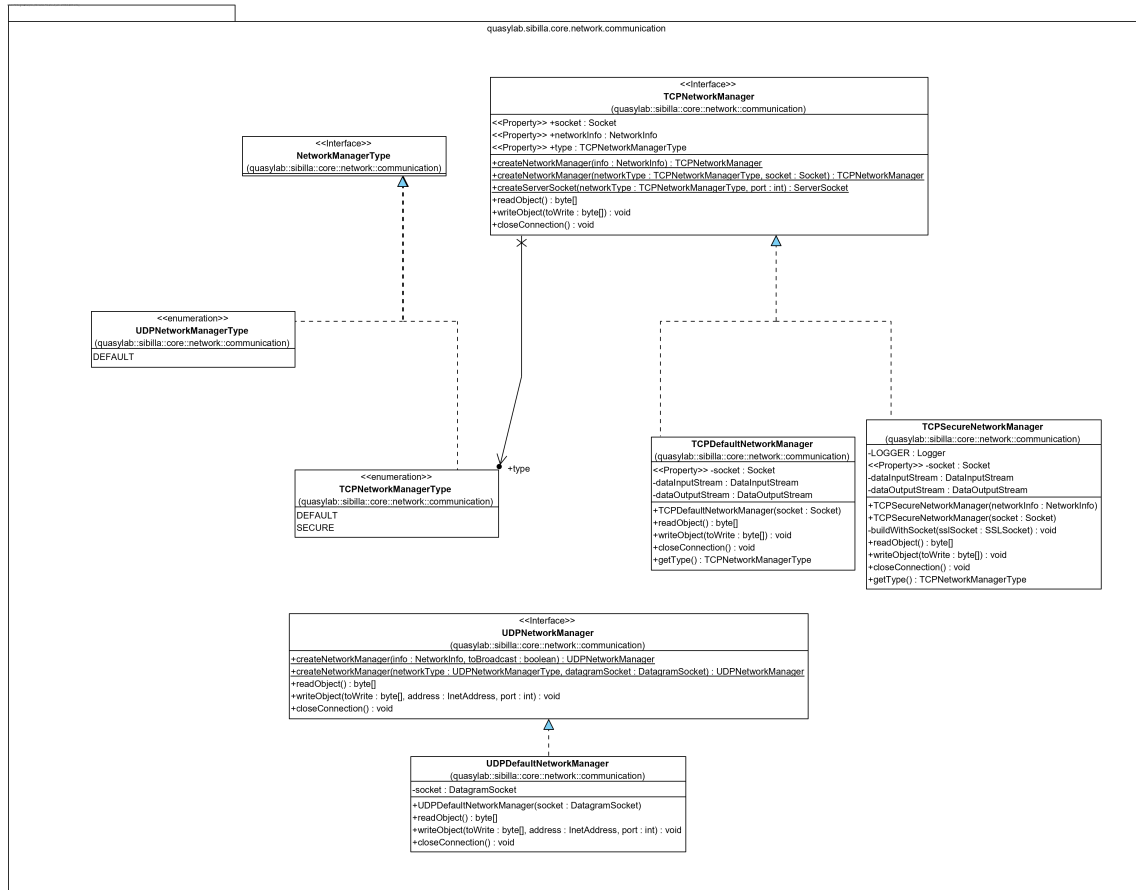 quasylab.sibilla.core.network.communication
<<Interface>>
TCPNetworkManager
(quasylab::sibilla::core::network::communication)
<<Property>> +socket : Socket
<<Property>> +networkInfo : NetworkInfo
<<Property>> +type : TCPNetworkManagerType
+createNetworkManager(info : NetworkInfo) : TCPNetworkManager
+createNetworkManager(networkType : TCPNetworkManagerType, socket : Socket) : TCPNetworkManager
+createServerSocket(networkType : TCPNetworkManagerType, port : int) : ServerSocket
+readObject() : byte[]
+writeObject(toWrite : byte[]) : void
+closeConnection() : void
<<Interface>>
NetworkManagerType
(quasylab::sibilla::core::network::communication)
<<enumeration>>
UDPNetworkManagerType
(quasylab::sibilla::core::network::communication)
DEFAULT
+type
<<enumeration>>
TCPNetworkManagerType
(quasylab::sibilla::core::network::communication)
DEFAULT
SECURE
TCPDefaultNetworkManager
(quasylab::sibilla::core::network::communication)
<<Property>> -socket : Socket
-dataInputStream : DataInputStream
-dataOutputStream : DataOutputStream
+TCPDefaultNetworkManager(socket : Socket)
+readObject() : byte[]
+writeObject(toWrite : byte[]) : void
+closeConnection() : void
+getType() : TCPNetworkManagerType
TCPSecureNetworkManager
(quasylab::sibilla::core::network::communication)
-LOGGER : Logger
<<Property>> -socket : Socket
-dataInputStream : DataInputStream
-dataOutputStream : DataOutputStream
+TCPSecureNetworkManager(networkInfo : NetworkInfo)
+TCPSecureNetworkManager(socket : Socket)
-buildWithSocket(sslSocket : SSLSocket) : void
+readObject() : byte[]
+writeObject(toWrite : byte[]) : void
+closeConnection() : void
+getType() : TCPNetworkManagerType
<<Interface>>
UDPNetworkManager
(quasylab::sibilla::core::network::communication)
+createNetworkManager(info : NetworkInfo, toBroadcast : boolean) : UDPNetworkManager
+createNetworkManager(networkType : UDPNetworkManagerType, datagramSocket : DatagramSocket) : UDPNetworkManager
+readObject() : byte[]
+writeObject(toWrite : byte[], address : InetAddress, port : int) : void
+closeConnection() : void
UDPDefaultNetworkManager
(quasylab::sibilla::core::network::communication)
-socket : DatagramSocket
+UDPDefaultNetworkManager(socket : DatagramSocket)
+readObject() : byte[]
+writeObject(toWrite : byte[], address : InetAddress, port : int) : void
+closeConnection() : void